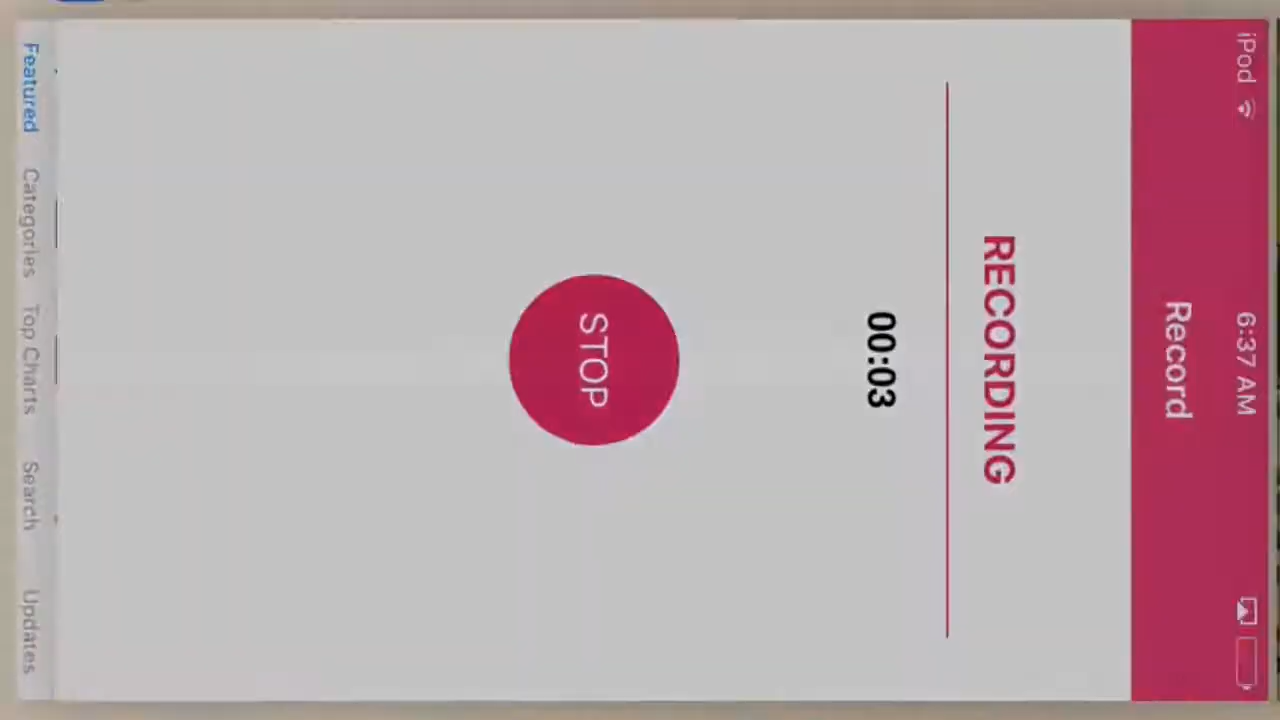 iPod 6:37 AM
Record
RECORDING
00:03
STOP
Featured Categories Top Charts Search Updates